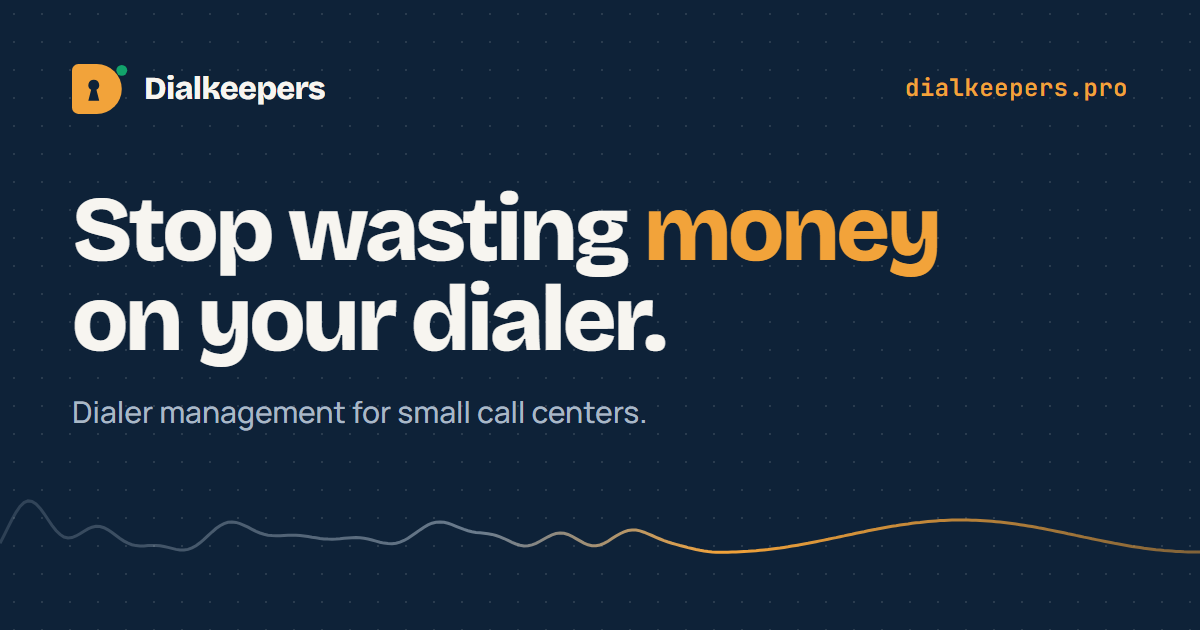 Dialkeepers
dialkeepers.pro
Stop wasting money
on your dialer.
Dialer management for small call centers.